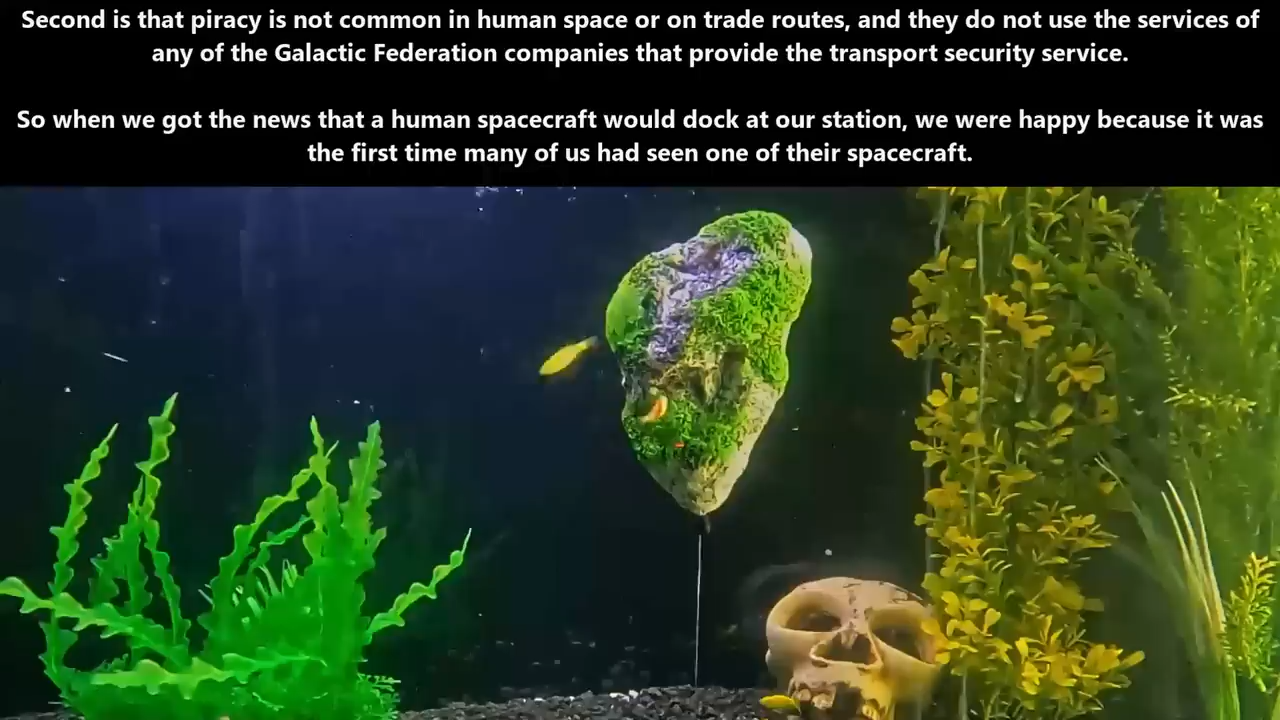 Second is that piracy is not common in human space or on trade routes, and they do not use the services of
any of the Galactic Federation companies that provide the transport security service.
So when we got the news that a human spacecraft would dock at our station, we were happy because it was
the first time many of us had seen one of their spacecraft.